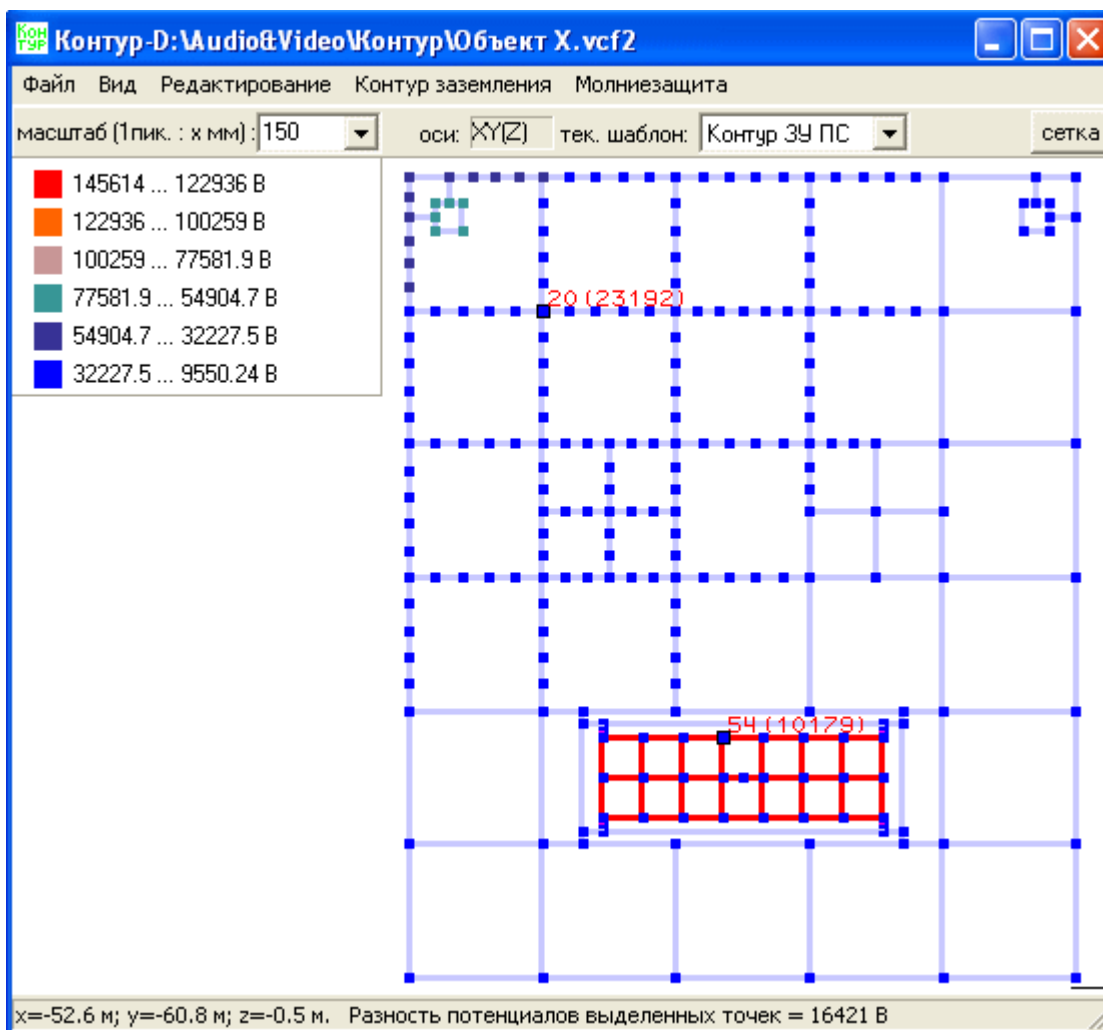 КОН ТУР Контур-D:\Audio&Video\Контур\Объект X.vcf2
Файл Вид Редактирование Контур заземления Молниезащита
масштаб (1пик. : x мм) : 150 оси: XY(Z) тек. шаблон: Контур ЗУ ПС сетка
145614 ... 122936 В
122936 ... 100259 В
100259 ... 77581.9 В
77581.9 ... 54904.7 В
54904.7 ... 32227.5 В
32227.5 ... 9550.24 В
20 (23192)
54 (10179)
x=-52.6 м; y=-60.8 м; z=-0.5 м. Разность потенциалов выделенных точек = 16421 В